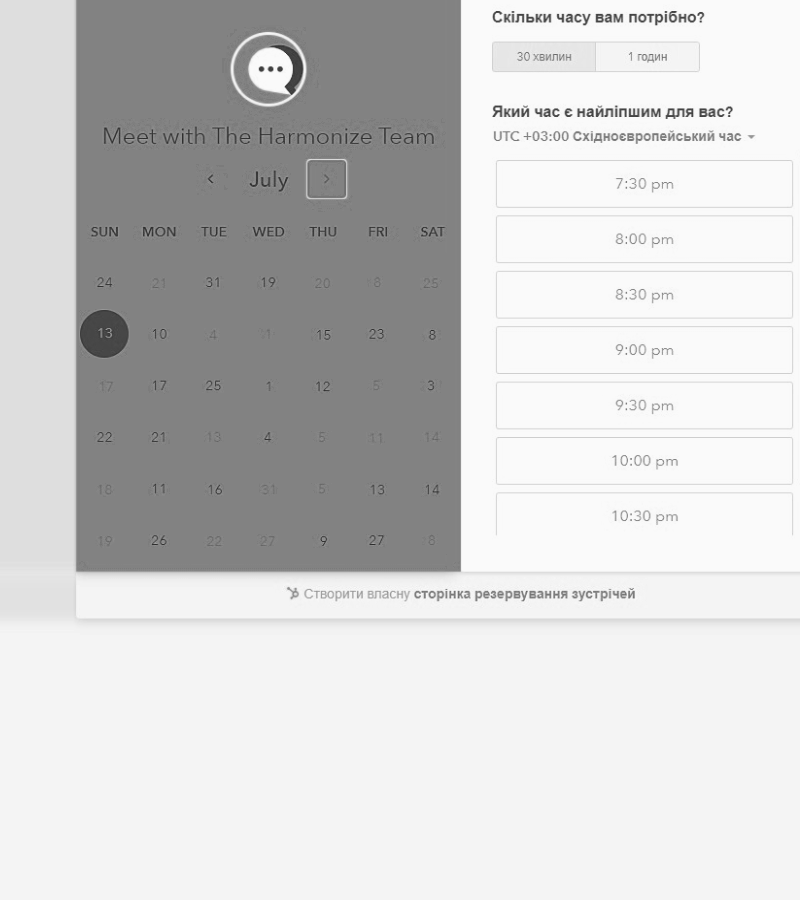 Meet with The Harmonize Team
July
SUN MON TUE WED THU FRI SAT
24 21 31 19 20 8 25
13 10 4 1 15 23 8
17 17 25 1 12 5 3
22 21 13 4 5 11 14
18 11 16 31 5 13 14
19 26 22 27 9 27 8
Скільки часу вам потрібно?
30 хвилин 1 годин
Який час є найліпшим для вас?
UTC +03:00 Східноєвропейський час
7:30 pm
8:00 pm
8:30 pm
9:00 pm
9:30 pm
10:00 pm
10:30 pm
Створити власну сторінка резервування зустрічей